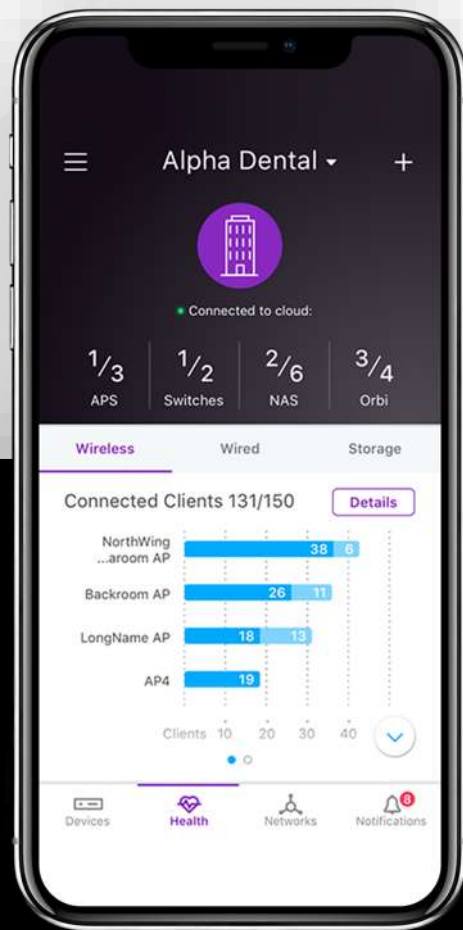 Alpha Dental
Connected to cloud:
1/3 1/2 2/6 3/4
APS Switches NAS Orbi
Wireless Wired Storage
Connected Clients 131/150 Details
NorthWing
...aroom AP 38 6
Backroom AP 26 11
LongName AP 18 13
AP4 19
Clients 10 20 30 40
8
Devices Health Networks Notifications